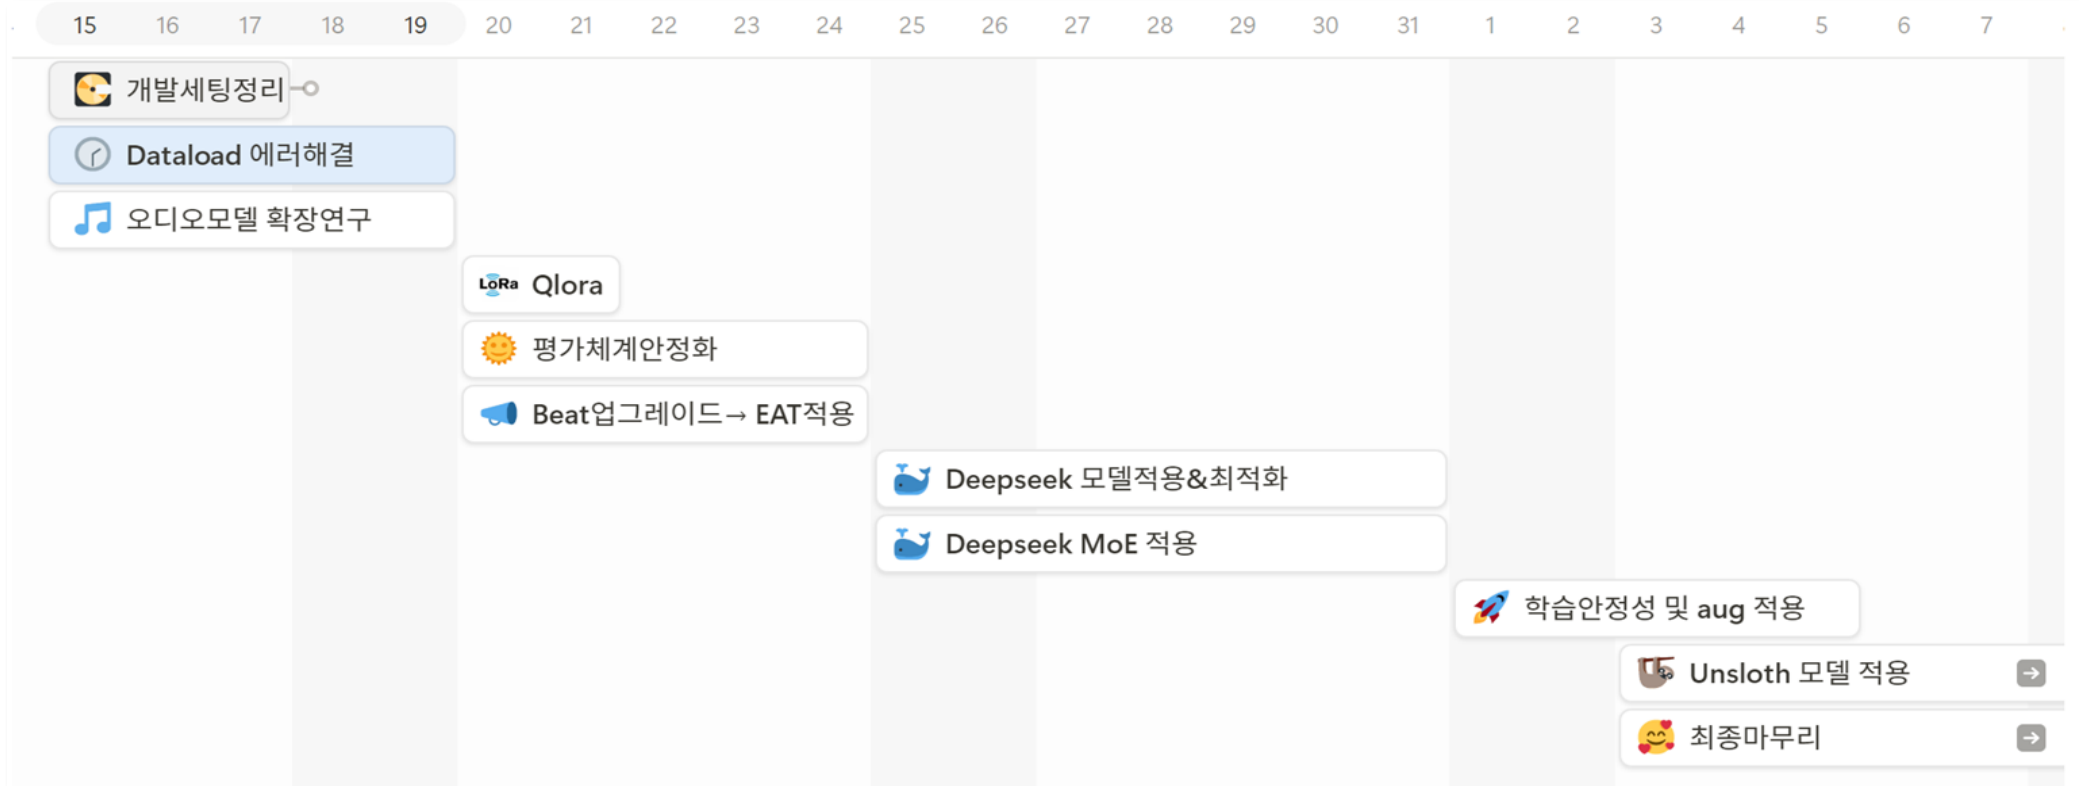 15 16 17 18 19 20 21 22 23 24 25 26 27 28 29 30 31 1 2 3 4 5 6 7
개발세팅정리
Dataload 에러해결
오디오모델 확장연구
LoRa Qlora
평가체계안정화
Beat업그레이드→ EAT적용
Deepseek 모델적용&최적화
Deepseek MoE 적용
학습안정성 및 aug 적용
Unsloth 모델 적용
최종마무리